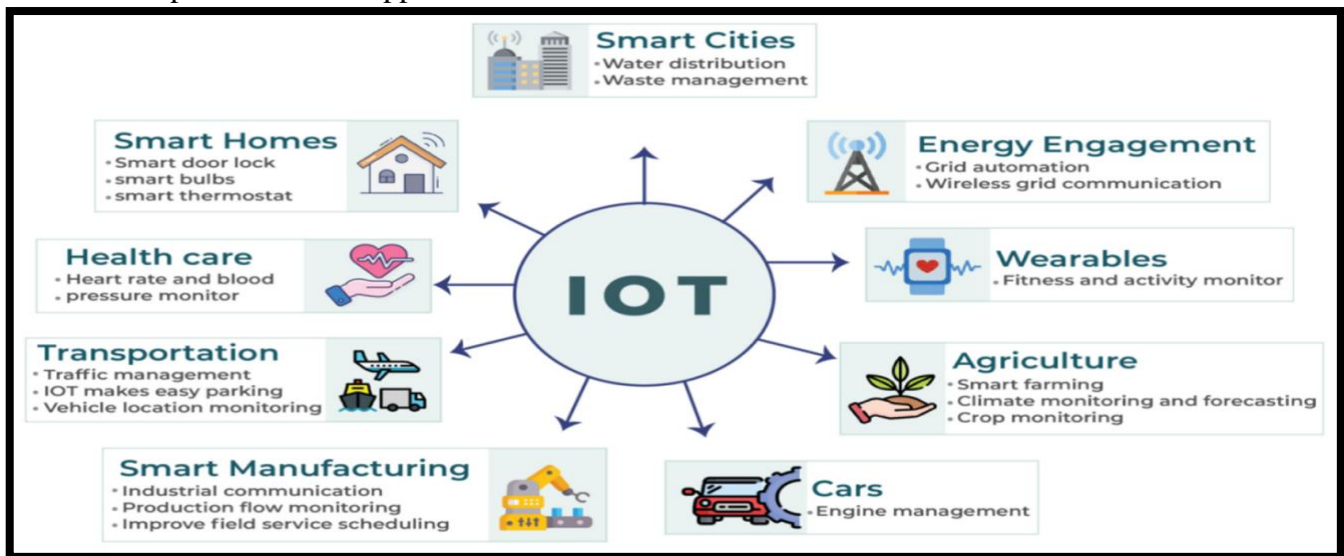 Smart Cities
• Water distribution
• Waste management
Smart Homes
• Smart door lock
• smart bulbs
• smart thermostat
Energy Engagement
• Grid automation
• Wireless grid communication
Health care
• Heart rate and blood
• pressure monitor
IOT
Wearables
• Fitness and activity monitor
Transportation
• Traffic management
• IOT makes easy parking
• Vehicle location monitoring
Agriculture
• Smart farming
• Climate monitoring and forecasting
• Crop monitoring
Smart Manufacturing
• Industrial communication
• Production flow monitoring
• Improve field service scheduling
Cars
• Engine management